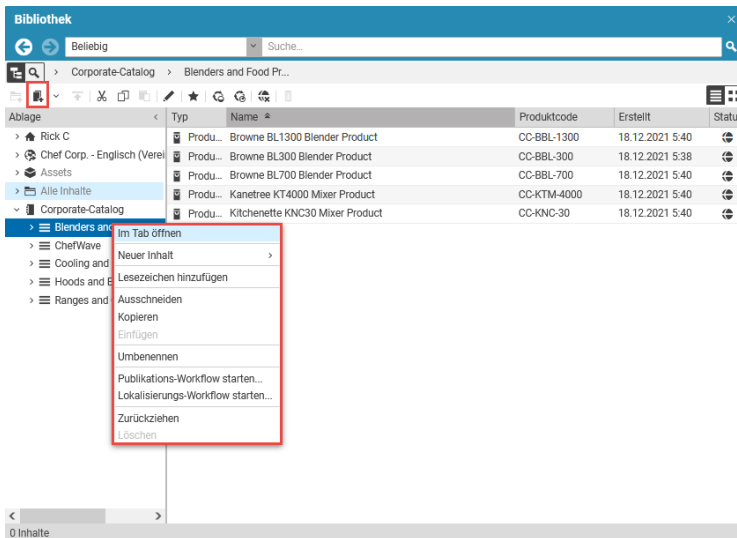 Bibliothek
Beliebig
Suche...
Corporate-Catalog > Blenders and Food Pr...
Ablage
Typ Name Produktcode Erstellt Statu
Rick C
Chef Corp. - Englisch (Verei
Assets
Alle Inhalte
Corporate-Catalog
Blenders and
ChefWave
Cooling and
Hoods and E
Ranges and
Produ... Browne BL1300 Blender Product CC-BBL-1300 18.12.2021 5:40
Produ... Browne BL300 Blender Product CC-BBL-300 18.12.2021 5:38
Produ... Browne BL700 Blender Product CC-BBL-700 18.12.2021 5:40
Produ... Kanetree KT4000 Mixer Product CC-KTM-4000 18.12.2021 5:40
Produ... Kitchenette KNC30 Mixer Product CC-KNC-30 18.12.2021 5:40
Im Tab öffnen
Neuer Inhalt
Lesezeichen hinzufügen
Ausschneiden
Kopieren
Einfügen
Umbenennen
Publikations-Workflow starten...
Lokalisierungs-Workflow starten...
Zurückziehen
Löschen
0 Inhalte